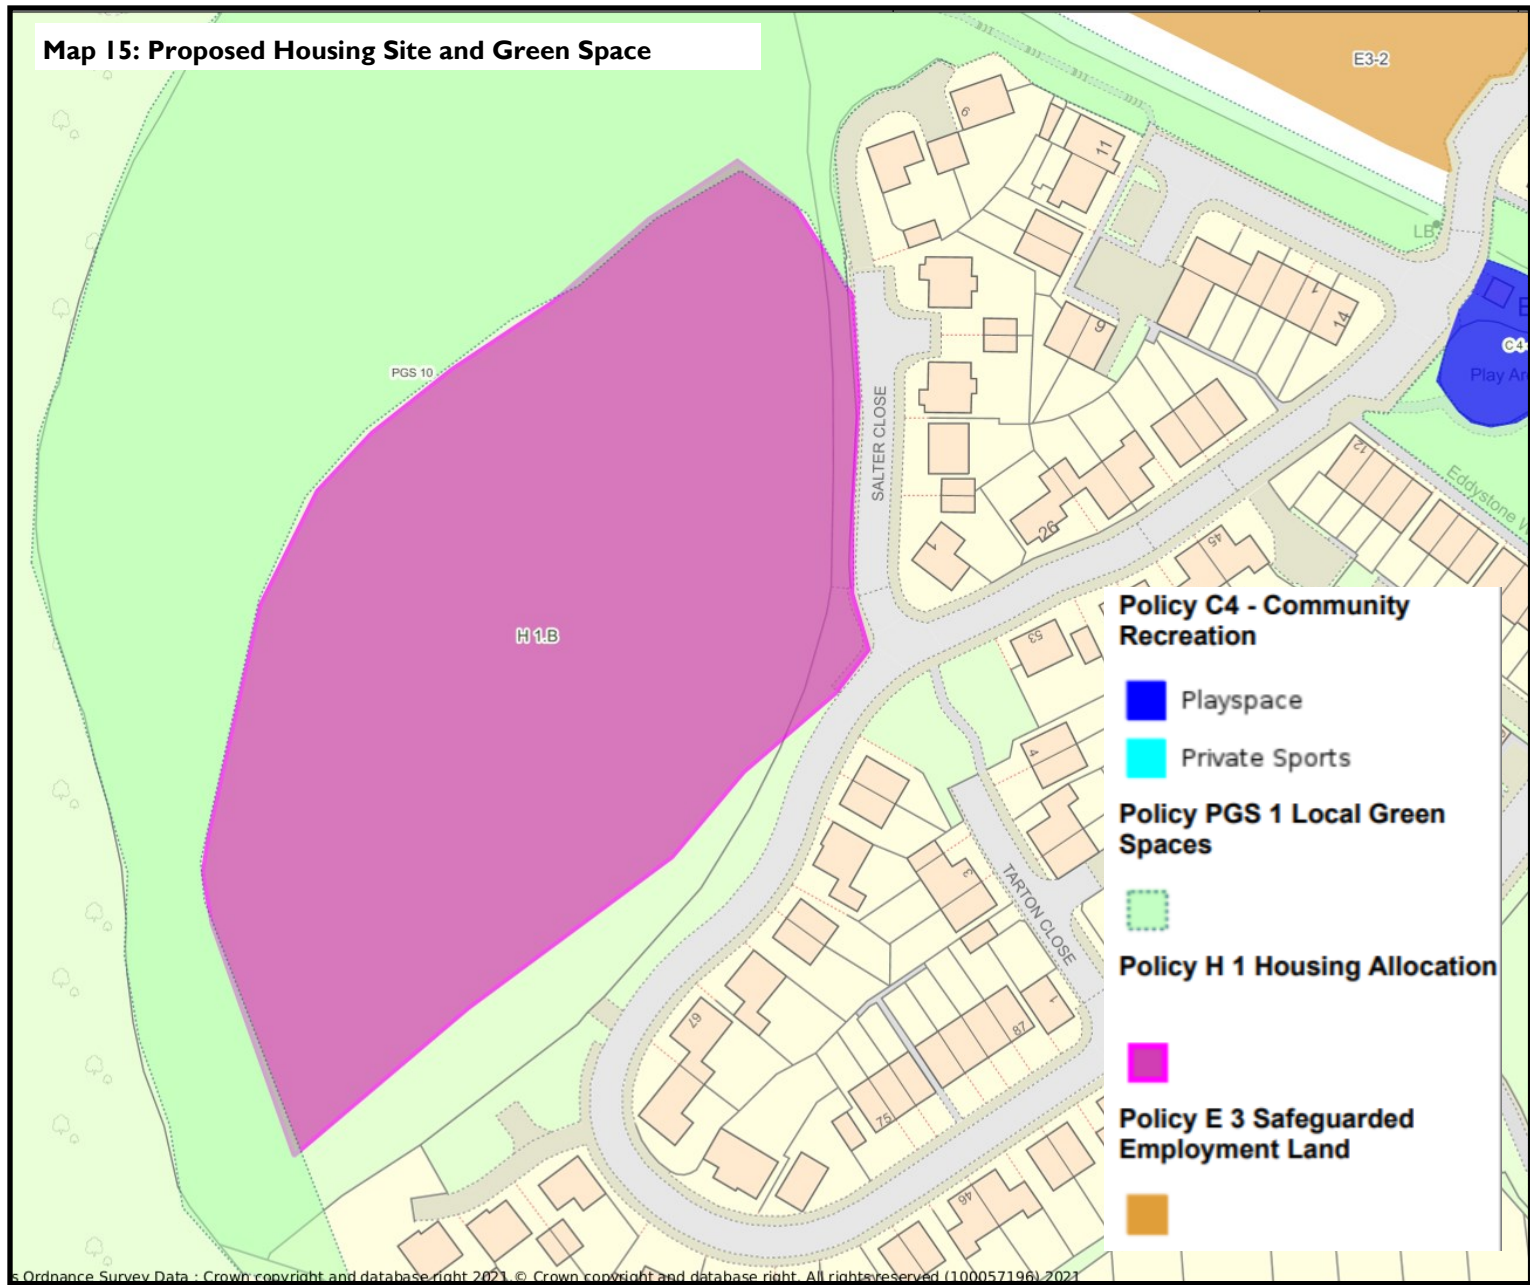 Map 15: Proposed Housing Site and Green Space
E3-2
6
11
LB
9
1
14
C4
Play Ar
PGS 10
SALTER CLOSE
12
Eddystone W
26
1
45
H 1.B
53
4
3
TARTON CLOSE
67
87
1
75
46
Policy C4 - Community
Recreation
Playspace
Private Sports
Policy PGS 1 Local Green
Spaces
Policy H 1 Housing Allocation
Policy E 3 Safeguarded
Employment Land
s Ordnance Survey Data : Crown copyright and database right 2021.© Crown copyright and database right. All rights reserved (100057196) 2021